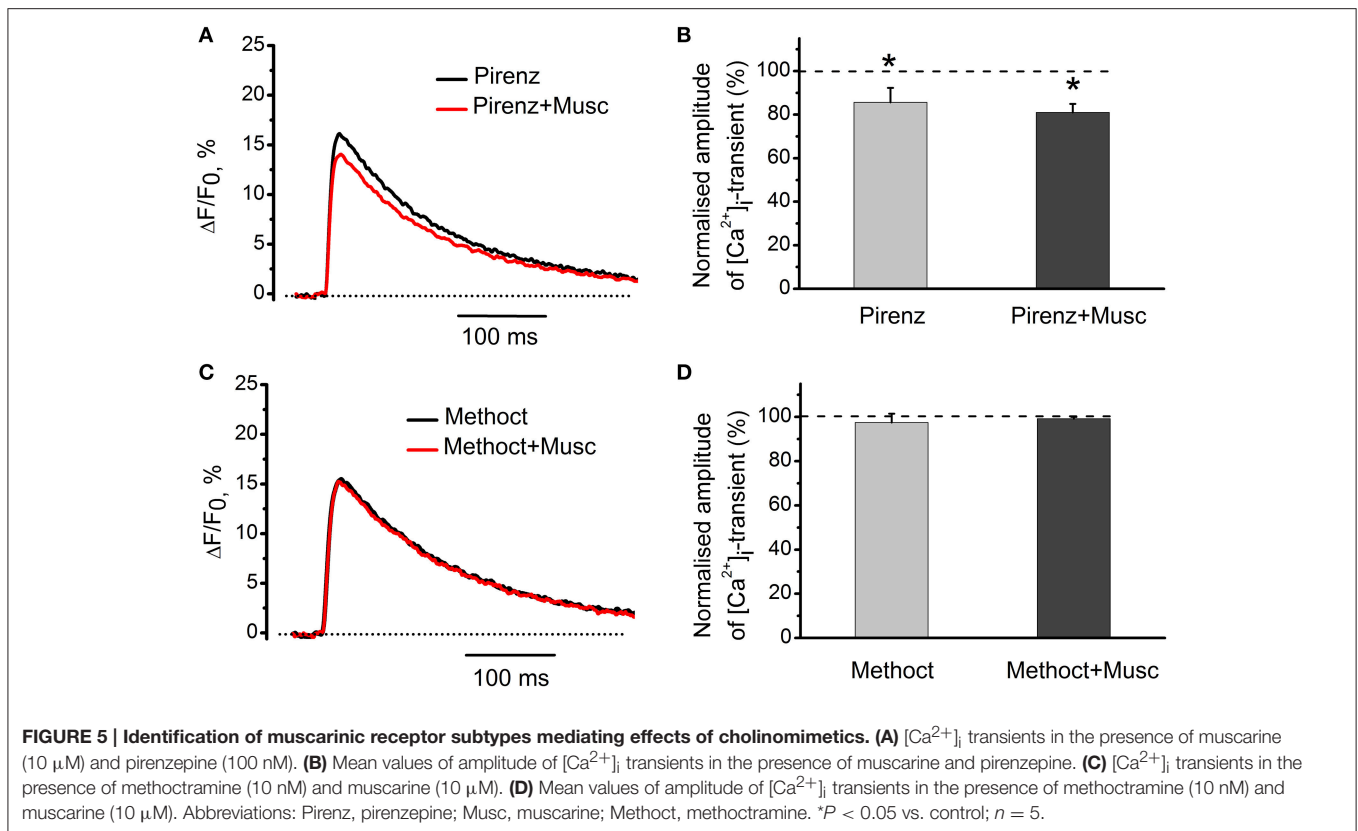 A
25
20
15
10
5
0
ΔF/F0, %
Pirenz
Pirenz+Musc
100 ms
B
100
80
60
40
20
0
Normalised amplitude
of [Ca2+]i-transient (%)
*
*
Pirenz
Pirenz+Musc
C
25
20
15
10
5
0
ΔF/F0, %
Methoct
Methoct+Musc
100 ms
D
100
80
60
40
20
0
Normalised amplitude
of [Ca2+]i-transient (%)
Methoct
Methoct+Musc
FIGURE 5 | Identification of muscarinic receptor subtypes mediating effects of cholinomimetics. (A) [Ca2+]i transients in the presence of muscarine
(10 μM) and pirenzepine (100 nM). (B) Mean values of amplitude of [Ca2+]i transients in the presence of muscarine and pirenzepine. (C) [Ca2+]i transients in the
presence of methoctramine (10 nM) and muscarine (10 μM). (D) Mean values of amplitude of [Ca2+]i transients in the presence of methoctramine (10 nM) and
muscarine (10 μM). Abbreviations: Pirenz, pirenzepine; Musc, muscarine; Methoct, methoctramine. *P < 0.05 vs. control; n = 5.